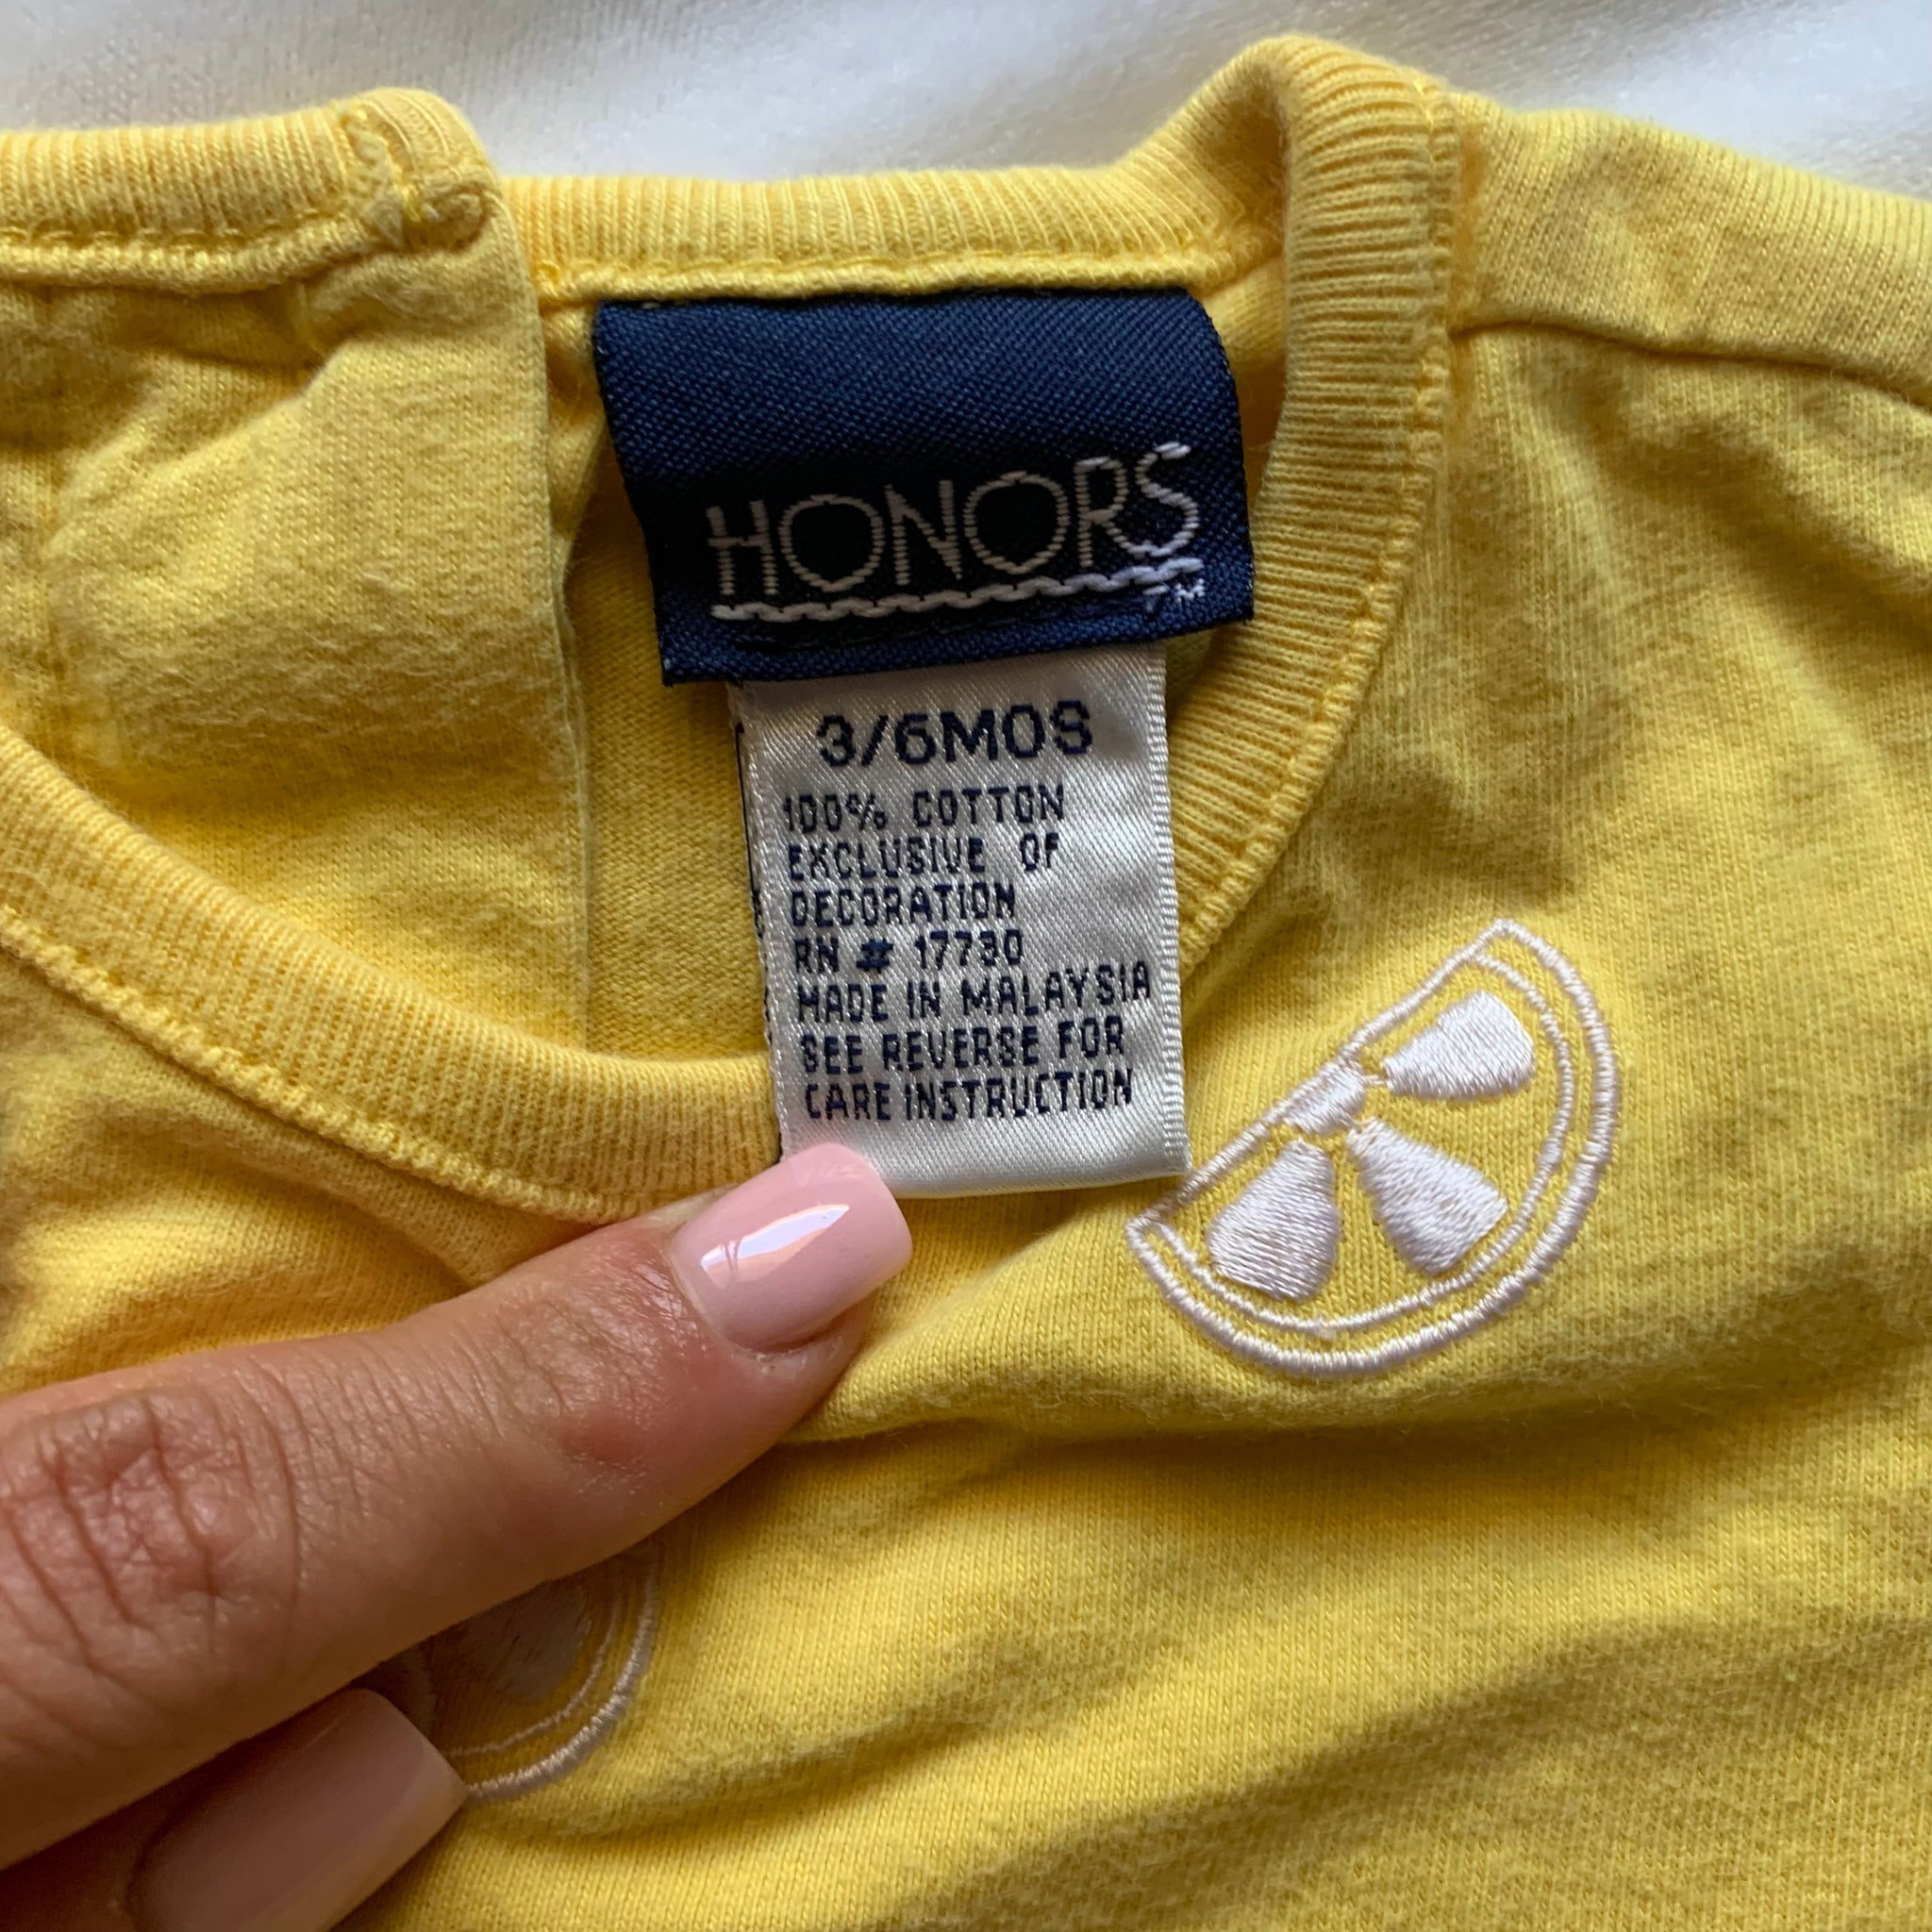 HONORS
TM
3/6MOS
100% COTTON
EXCLUSIVE OF
DECORATION
RN # 17730
MADE IN MALAYSIA
SEE REVERSE FOR
CARE INSTRUCTION